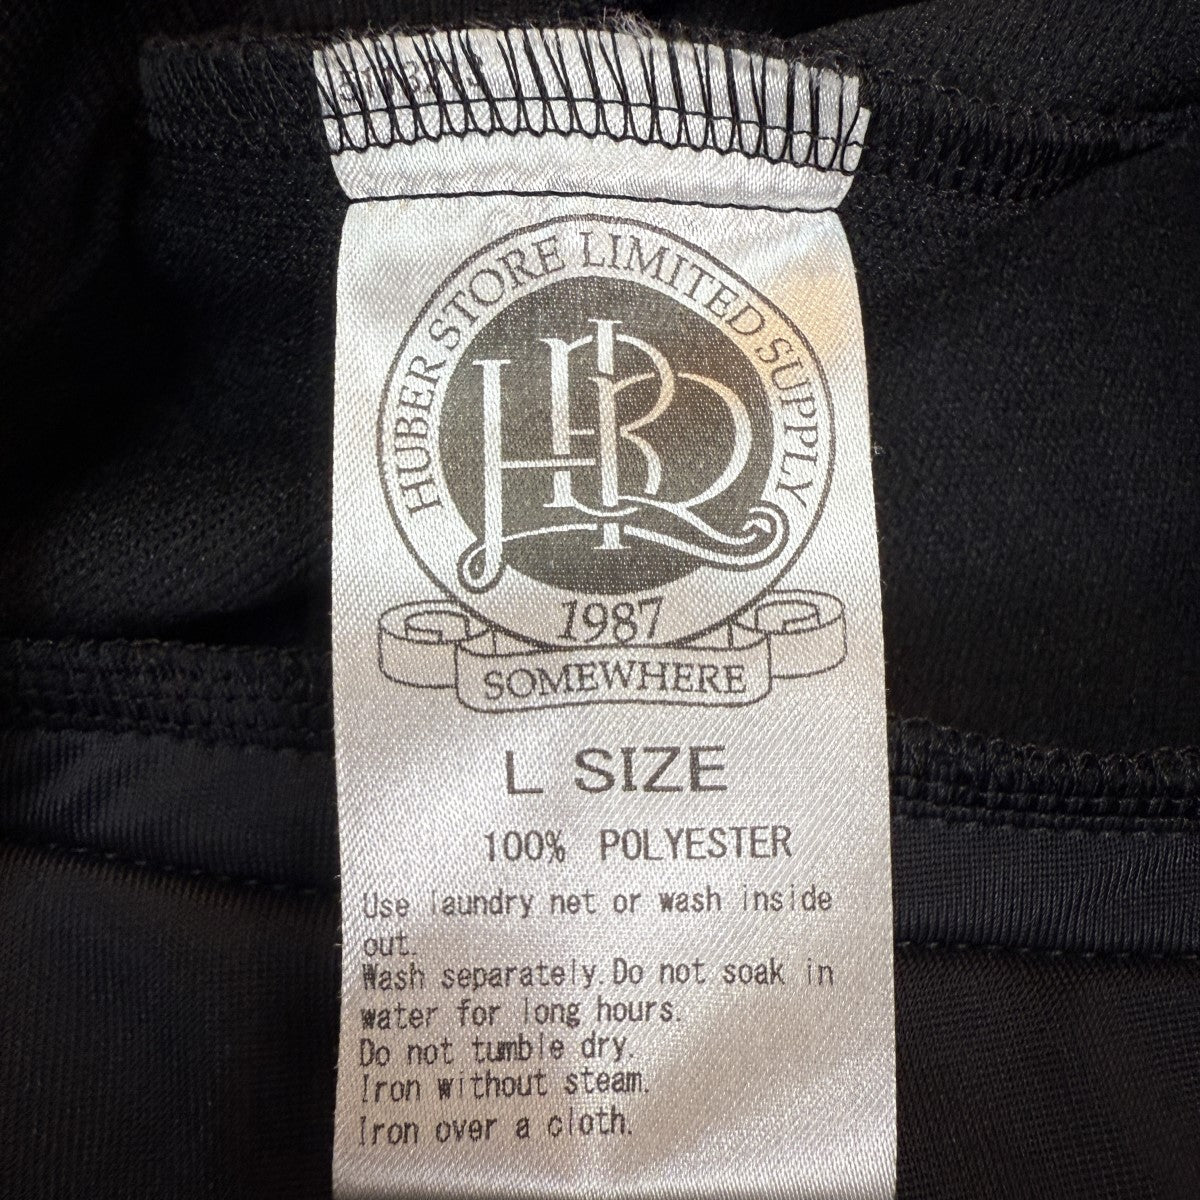 HUBER STORE LIMITED SUPPLY
HBQ
1987
SOMEWHERE
L SIZE
100% POLYESTER
Use laundry net or wash inside
out.
Wash separately.Do not soak in
water for long hours.
Do not tumble dry.
Iron without steam.
Iron over a cloth.